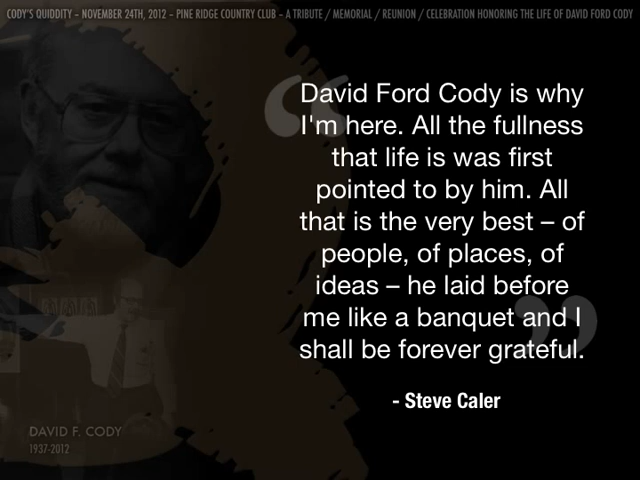 CODY'S QUIDDITY – NOVEMBER 24TH, 2012 – PINE RIDGE COUNTRY CLUB – A TRIBUTE / MEMORIAL / REUNION / CELEBRATION HONORING THE LIFE OF DAVID FORD CODY
“
David Ford Cody is why
I'm here. All the fullness
that life is was first
pointed to by him. All
that is the very best – of
people, of places, of
ideas – he laid before
me like a banquet and I
shall be forever grateful.
”
- Steve Caler
DAVID F. CODY
1937-2012